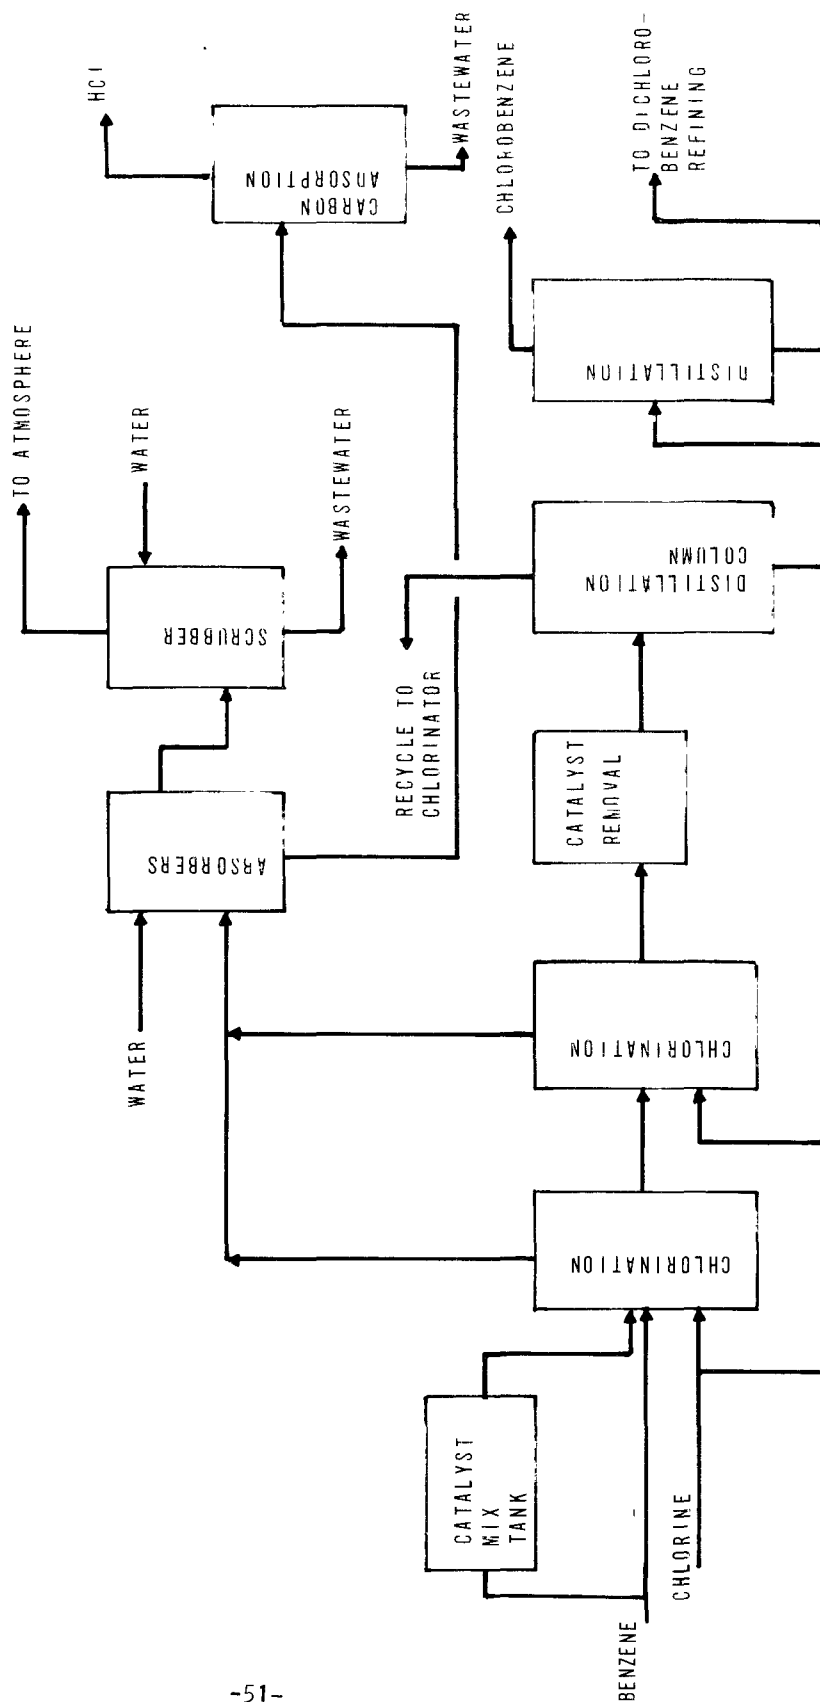 BENZENE
CHLORINE
CATALYST
MIX
TANK
CHLORINATION
CHLORINATION
CATALYST
REMOVAL
DISTILLATION
COLUMN
DISTILLATION
RECYCLE TO
CHLORINATOR
CHLOROBENZENE
TO DICHLORO-
BENZENE
REFINING
WATER
ABSORBERS
SCRUBBER
WATER
TO ATMOSPHERE
WASTEWATER
CARBON
ADSORPTION
HCl
WASTEWATER
-51-